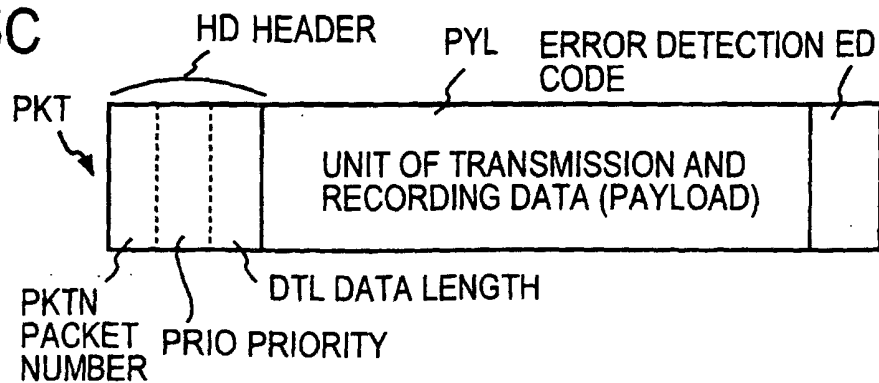 HD HEADER
PYL
ERROR DETECTION ED
CODE
PKT
UNIT OF TRANSMISSION AND
RECORDING DATA (PAYLOAD)
DTL DATA LENGTH
PKTN
PACKET
NUMBER
PRIO PRIORITY